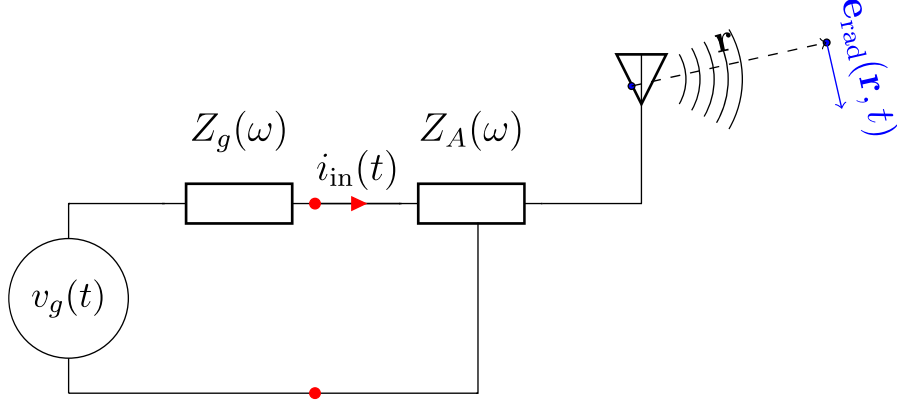 r
e_rad(r, t)
Z_g(ω)
Z_A(ω)
i_in(t)
v_g(t)